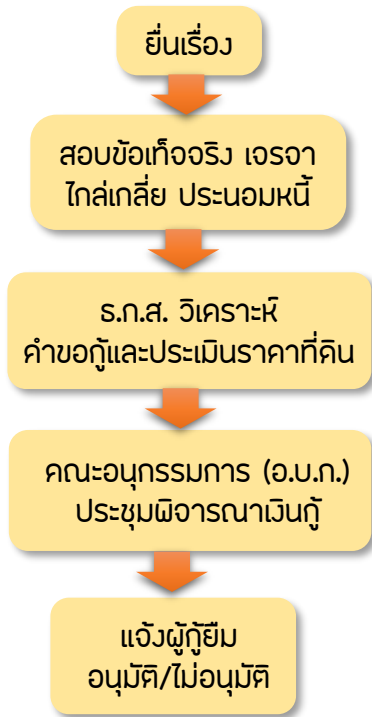 ยื่นเรื่อง
สอบข้อเท็จจริง เจรจา
ไกล่เกลี่ย ประนอมหนี้
ธ.ก.ส. วิเคราะห์
คำขอกู้และประเมินราคาที่ดิน
คณะอนุกรรมการ (อ.บ.ก.)
ประชุมพิจารณาเงินกู้
แจ้งผู้กู้ยืม
อนุมัติ/ไม่อนุมัติ